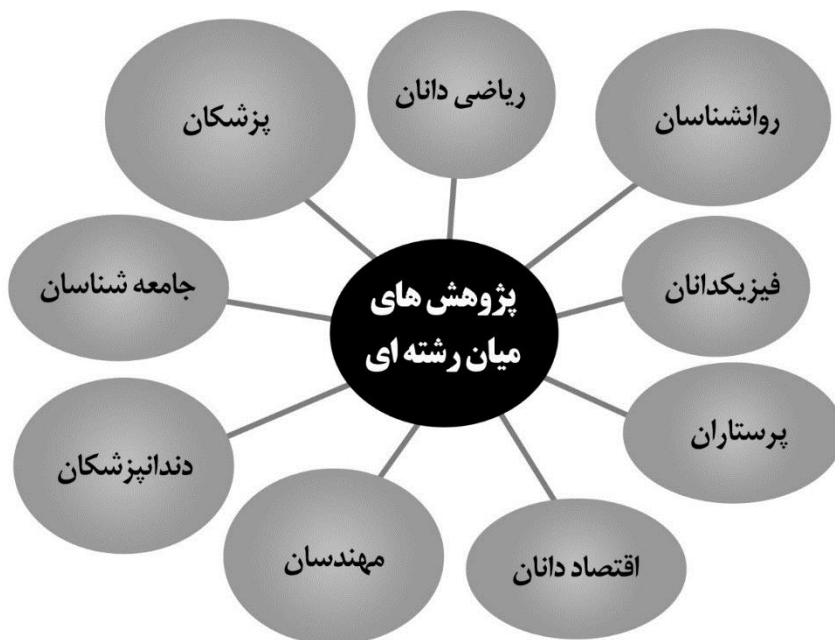 ریاضی دانان
روانشناسان
پزشکان
فیزیکدانان
جامعه شناسان
پژوهش های
میان رشته ای
پرستاران
دندانپزشکان
اقتصاد دانان
مهندسان